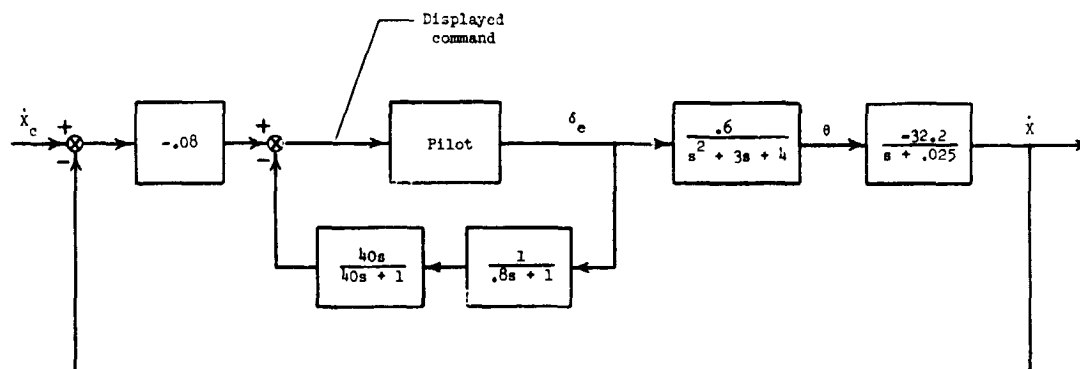 Displayed
command
Ẋc
+
−
-.08
+
−
Pilot
δe
.6
s² + 3s + 4
θ
-32.2
s + .025
Ẋ
40s
40s + 1
1
.8s + 1